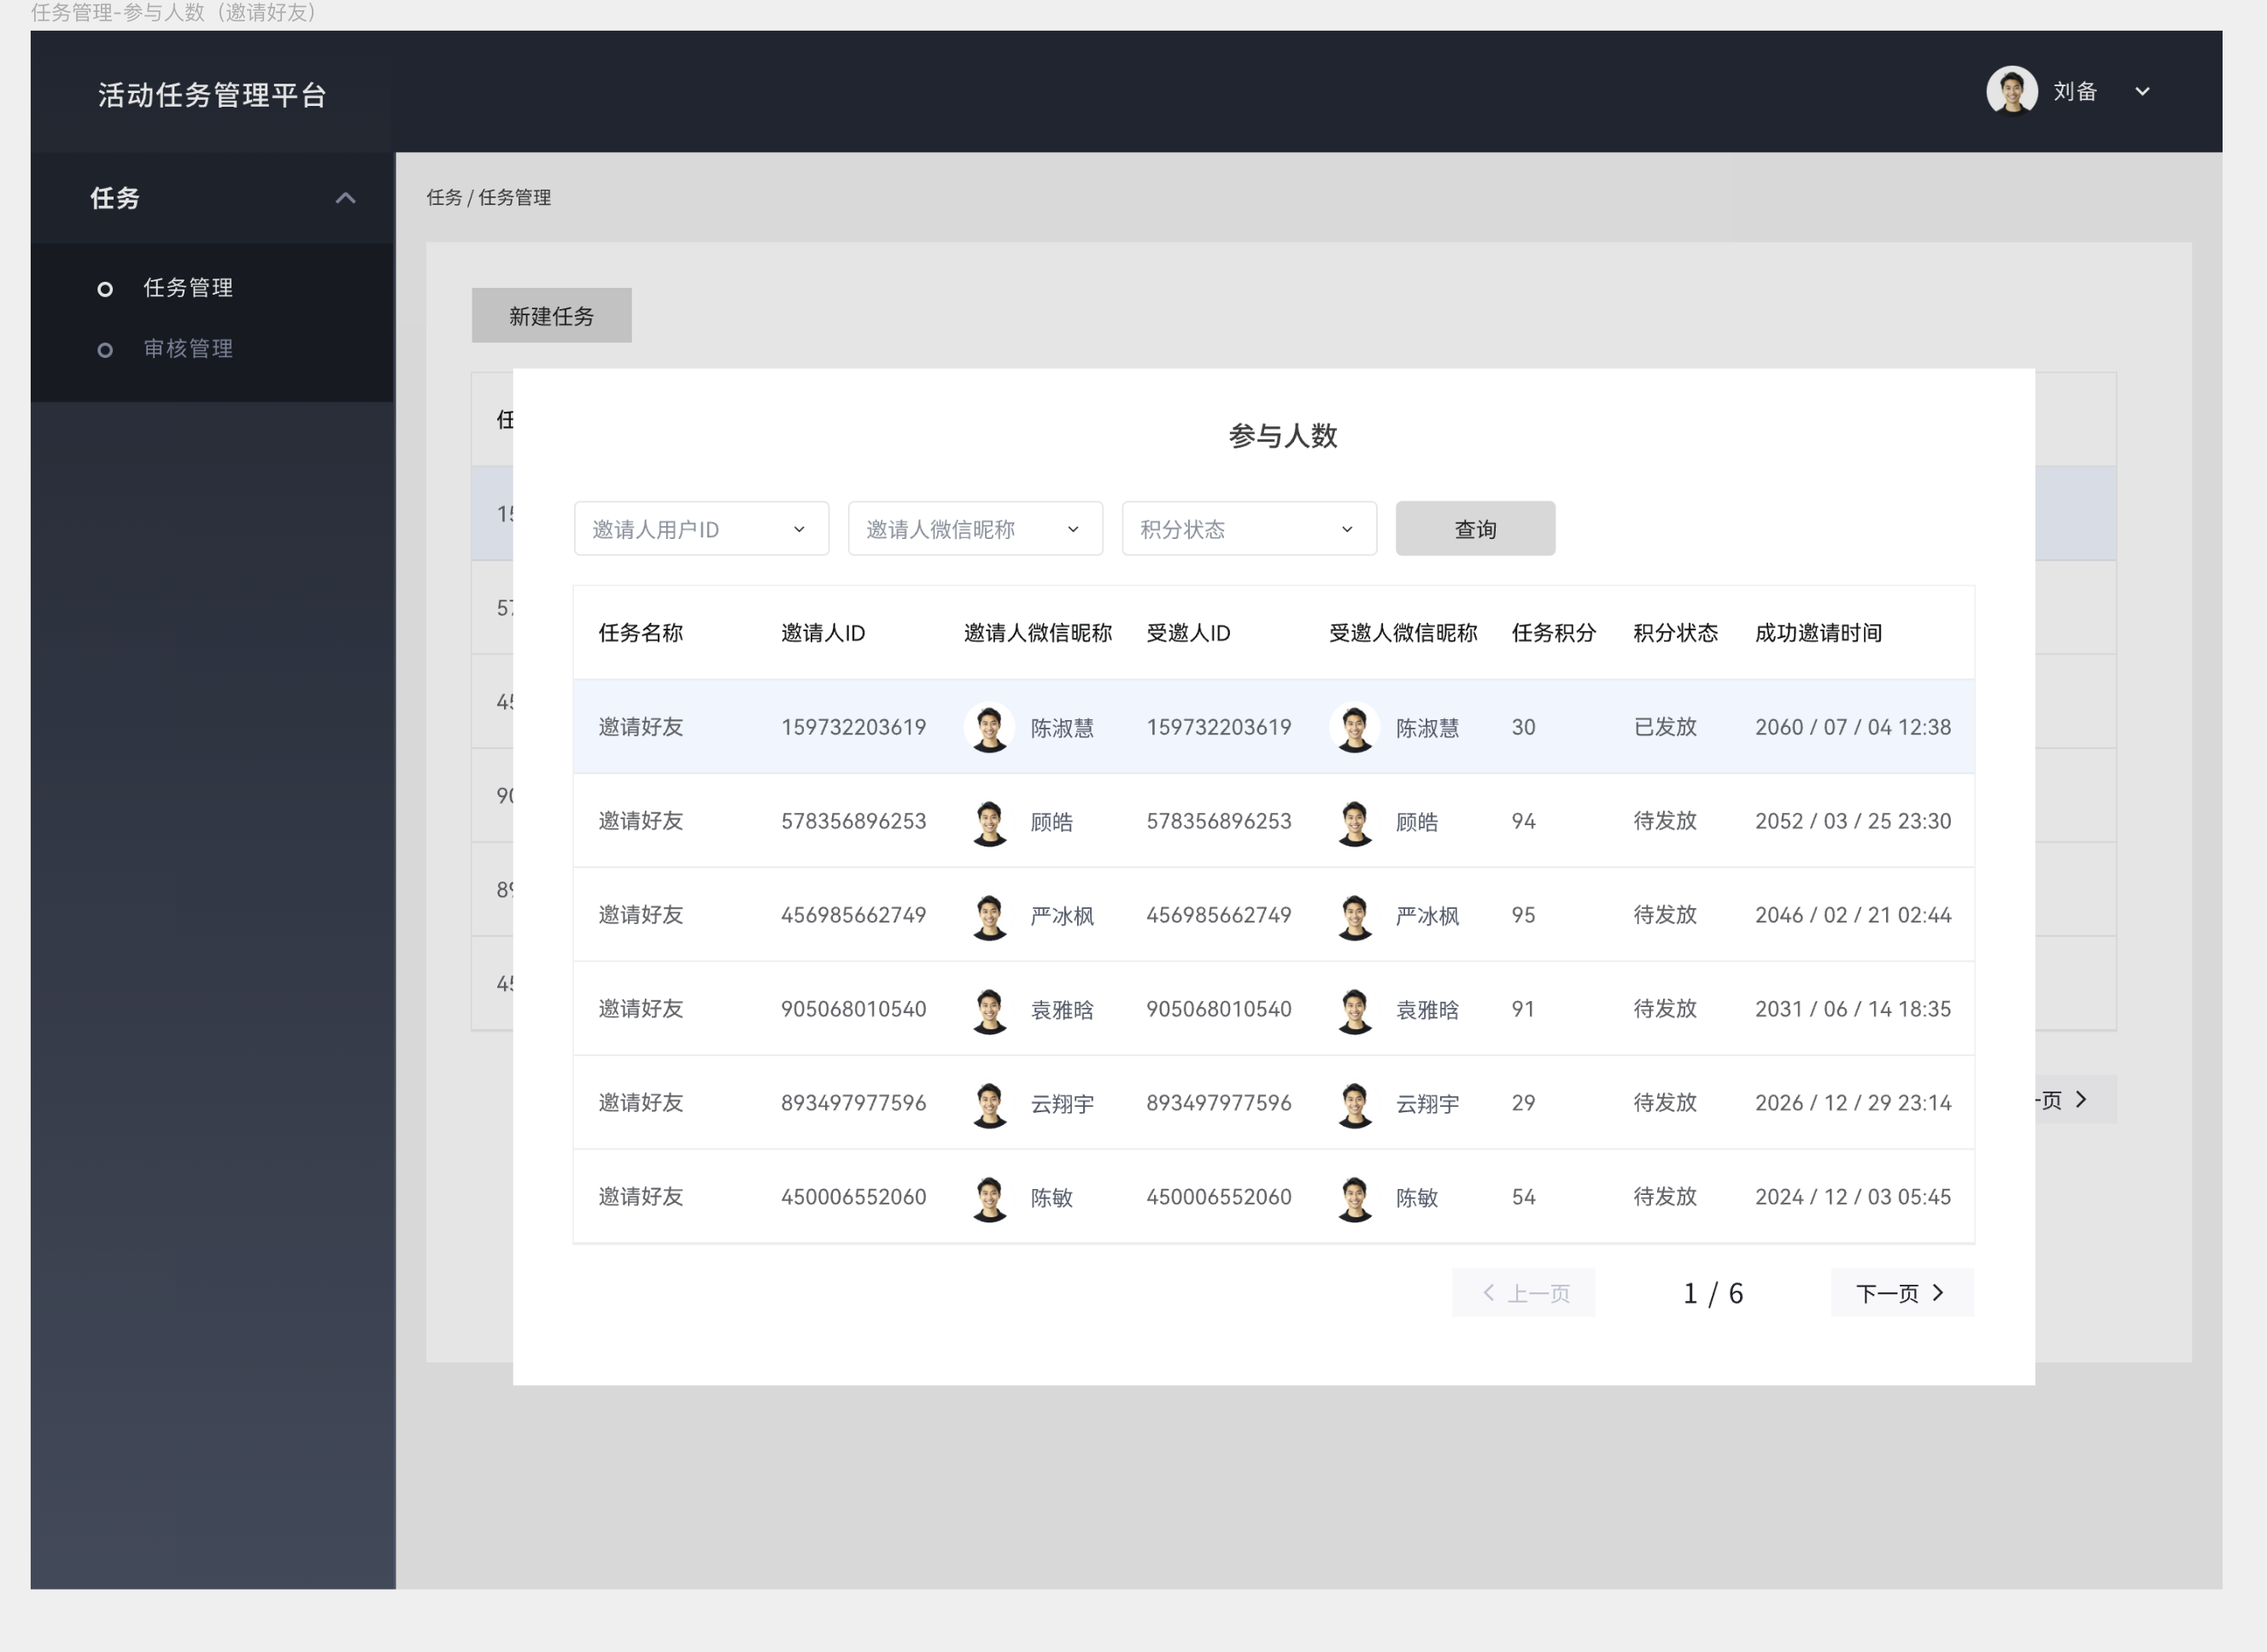 任务管理-参与人数（邀请好友）
活动任务管理平台
刘备
任务
任务 / 任务管理
任务管理
审核管理
新建任务
参与人数
邀请人用户ID 邀请人微信昵称 积分状态 查询
任务名称 邀请人ID 邀请人微信昵称 受邀人ID 受邀人微信昵称 任务积分 积分状态 成功邀请时间
邀请好友 159732203619 陈淑慧 159732203619 陈淑慧 30 已发放 2060 / 07 / 04 12:38
邀请好友 578356896253 顾皓 578356896253 顾皓 94 待发放 2052 / 03 / 25 23:30
邀请好友 456985662749 严冰枫 456985662749 严冰枫 95 待发放 2046 / 02 / 21 02:44
邀请好友 905068010540 袁雅晗 905068010540 袁雅晗 91 待发放 2031 / 06 / 14 18:35
邀请好友 893497977596 云翔宇 893497977596 云翔宇 29 待发放 2026 / 12 / 29 23:14
邀请好友 450006552060 陈敏 450006552060 陈敏 54 待发放 2024 / 12 / 03 05:45
上一页 1 / 6 下一页